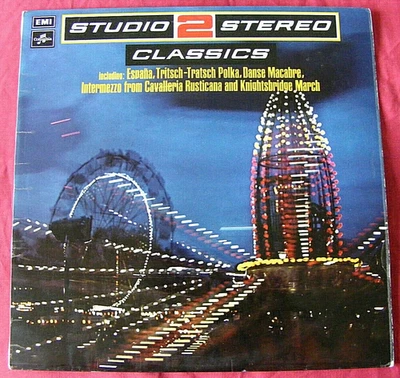 EMI
Columbia
STUDIO 2 STEREO
CLASSICS
includes: España, Tritsch-Tratsch Polka, Danse Macabre,
Intermezzo from Cavalleria Rusticana and Knightsbridge March